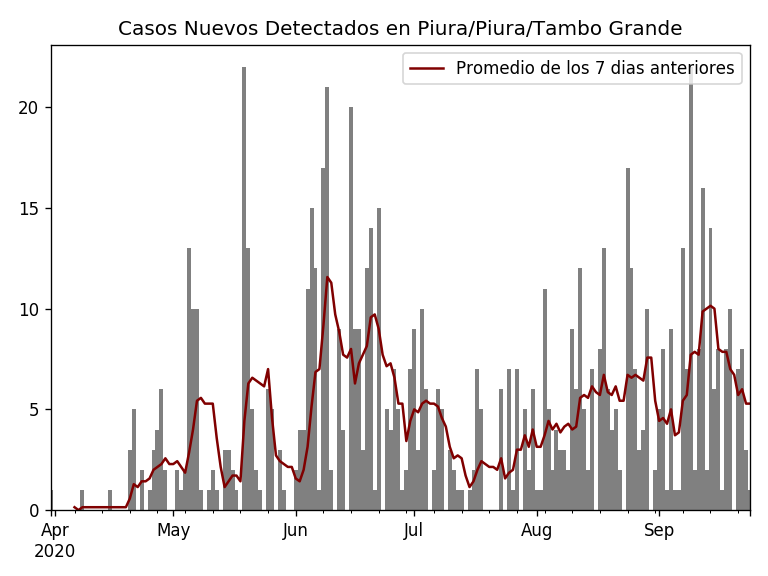 Casos Nuevos Detectados en Piura/Piura/Tambo Grande
Promedio de los 7 dias anteriores
20
15
10
5
0
Apr May Jun Jul Aug Sep
2020